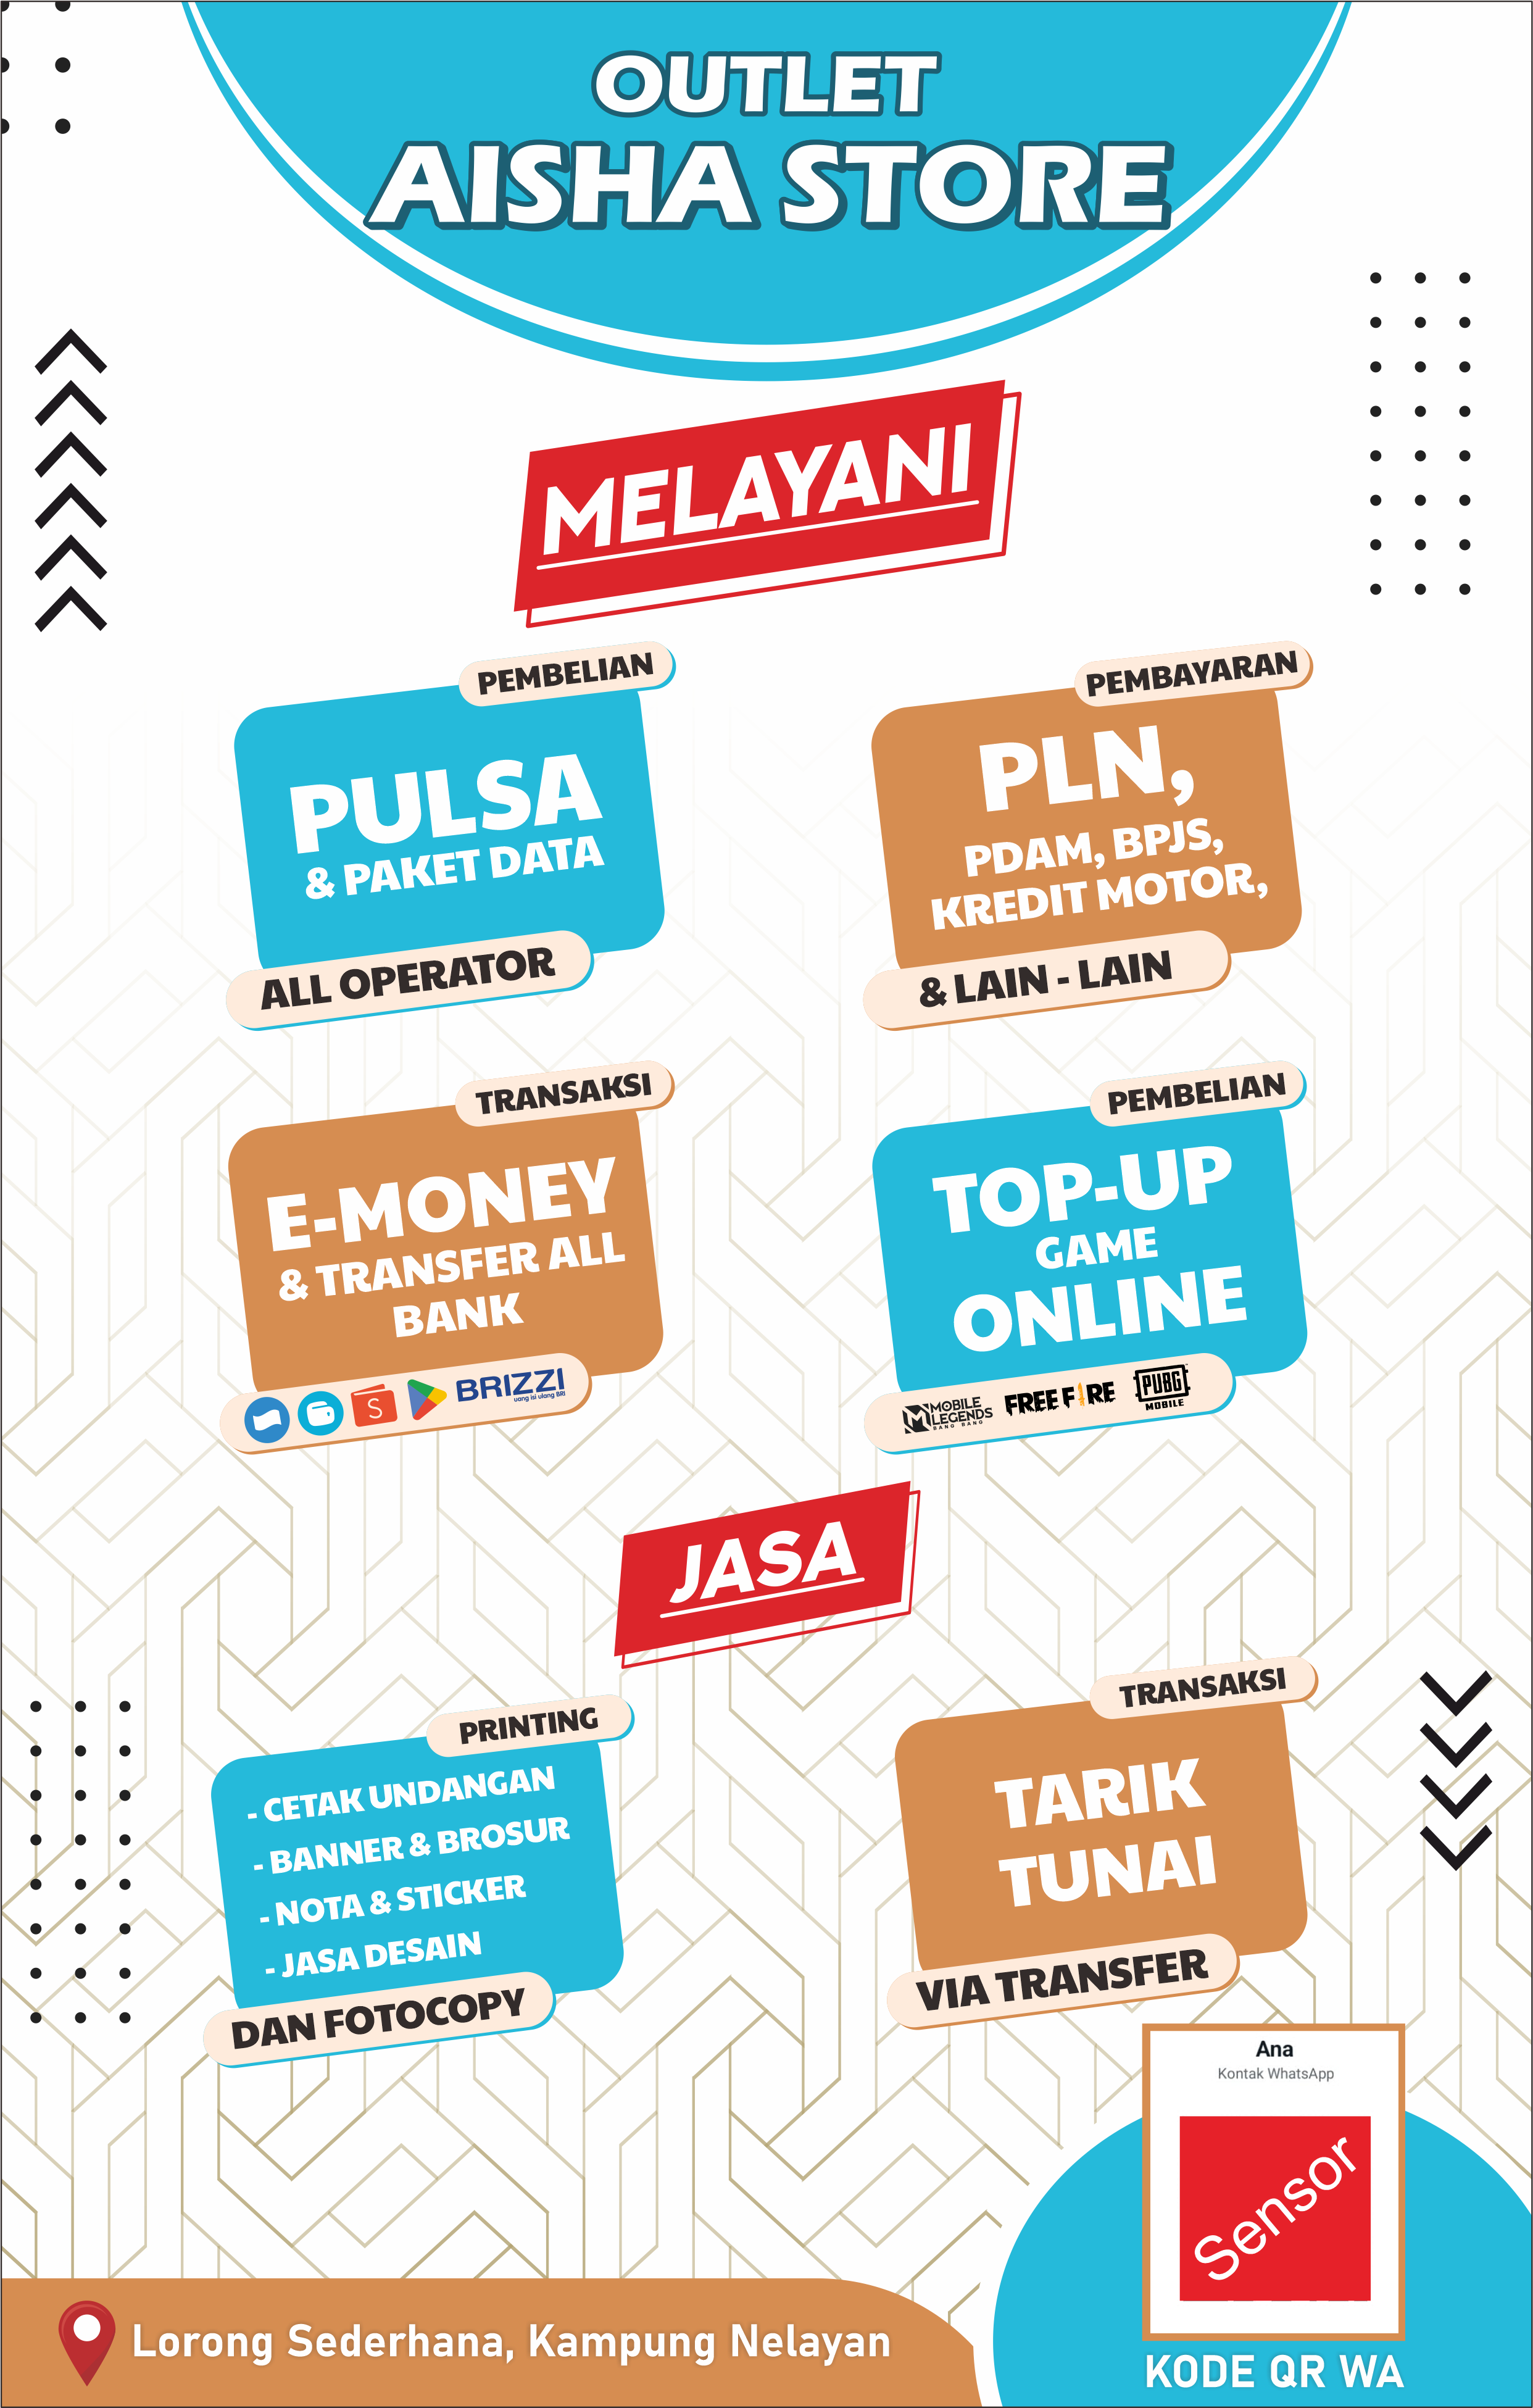 OUTLET
AISHA STORE
MELAYANI
PEMBELIAN
PULSA
& PAKET DATA
ALL OPERATOR
PEMBAYARAN
PLN,
PDAM, BPJS,
KREDIT MOTOR,
& LAIN - LAIN
TRANSAKSI
E-MONEY
& TRANSFER ALL
BANK
S
BRIZZI
uang isi ulang BRI
PEMBELIAN
TOP-UP
GAME
ONLINE
MOBILE
LEGENDS
BANG BANG
FREE FIRE
PUBG
MOBILE
JASA
PRINTING
- CETAK UNDANGAN
- BANNER & BROSUR
- NOTA & STICKER
- JASA DESAIN
DAN FOTOCOPY
TRANSAKSI
TARIK
TUNAI
VIA TRANSFER
Ana
Kontak WhatsApp
Sensor
KODE QR WA
Lorong Sederhana, Kampung Nelayan